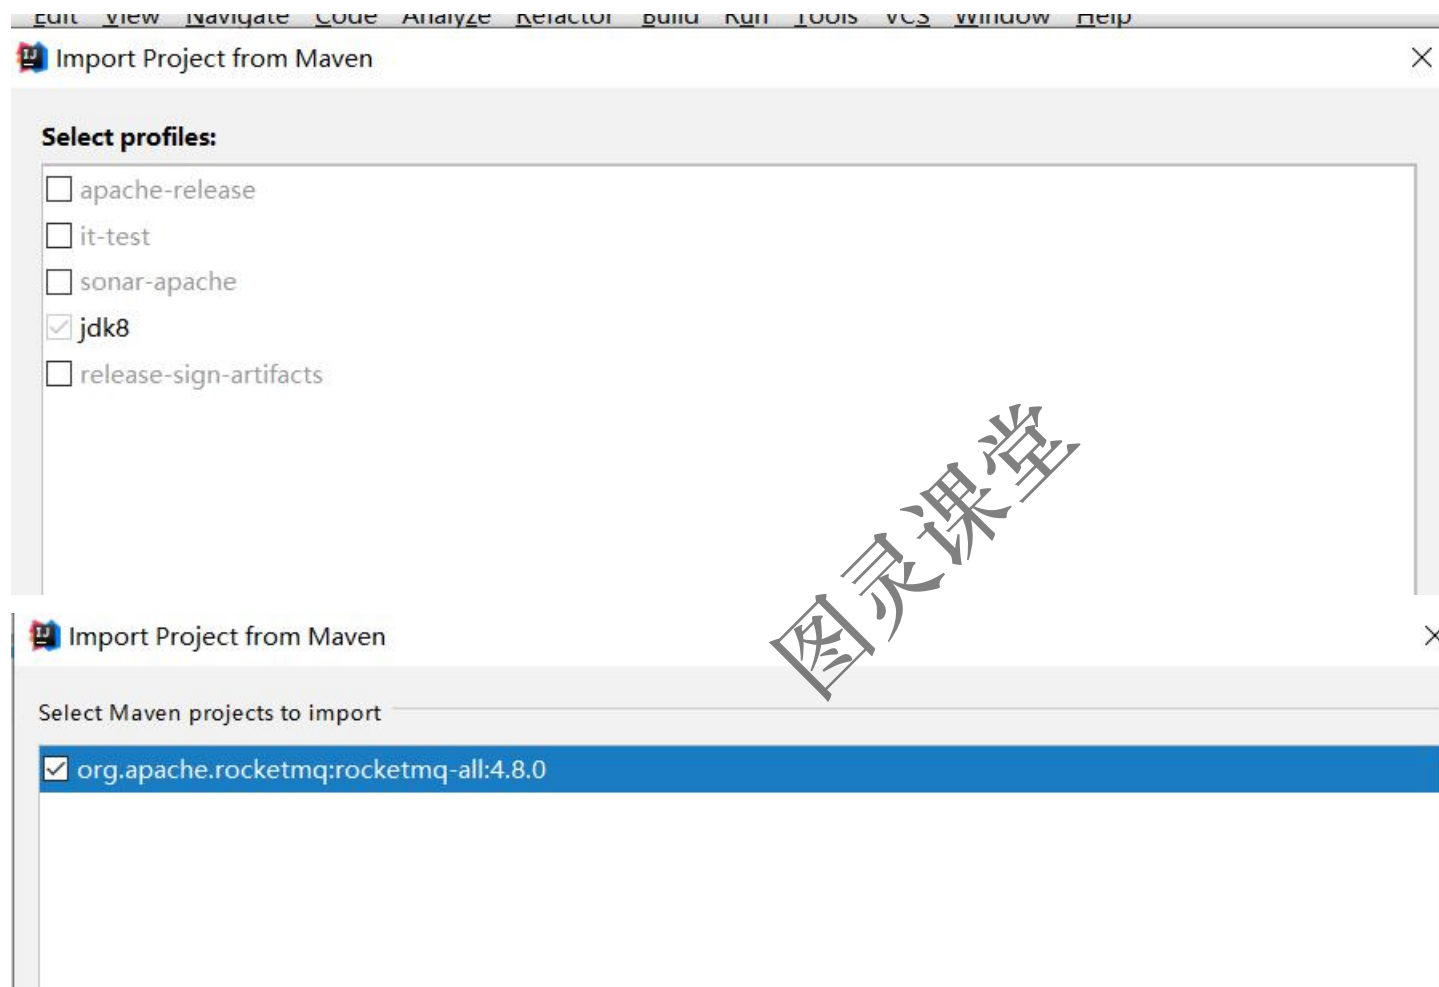 Edit View Navigate Code Analyze Refactor Build Run Tools VCS Window Help
Import Project from Maven
Select profiles:
apache-release
it-test
sonar-apache
jdk8
release-sign-artifacts
图灵课堂
Import Project from Maven
Select Maven projects to import
org.apache.rocketmq:rocketmq-all:4.8.0